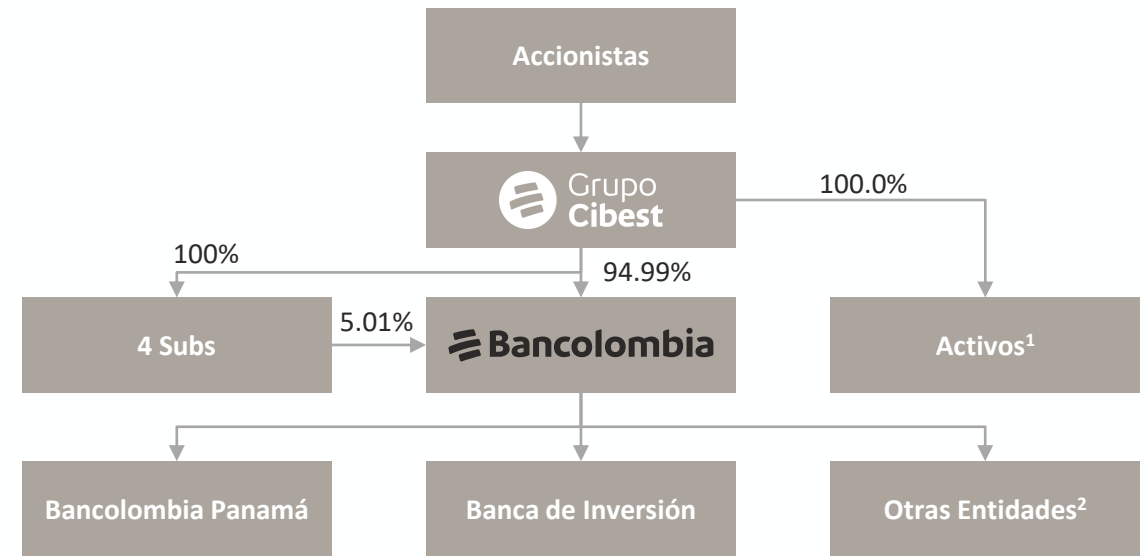 Accionistas
Grupo
Cibest
100.0%
100%
94.99%
4 Subs
5.01%
Bancolombia
Activos¹
Bancolombia Panamá
Banca de Inversión
Otras Entidades²